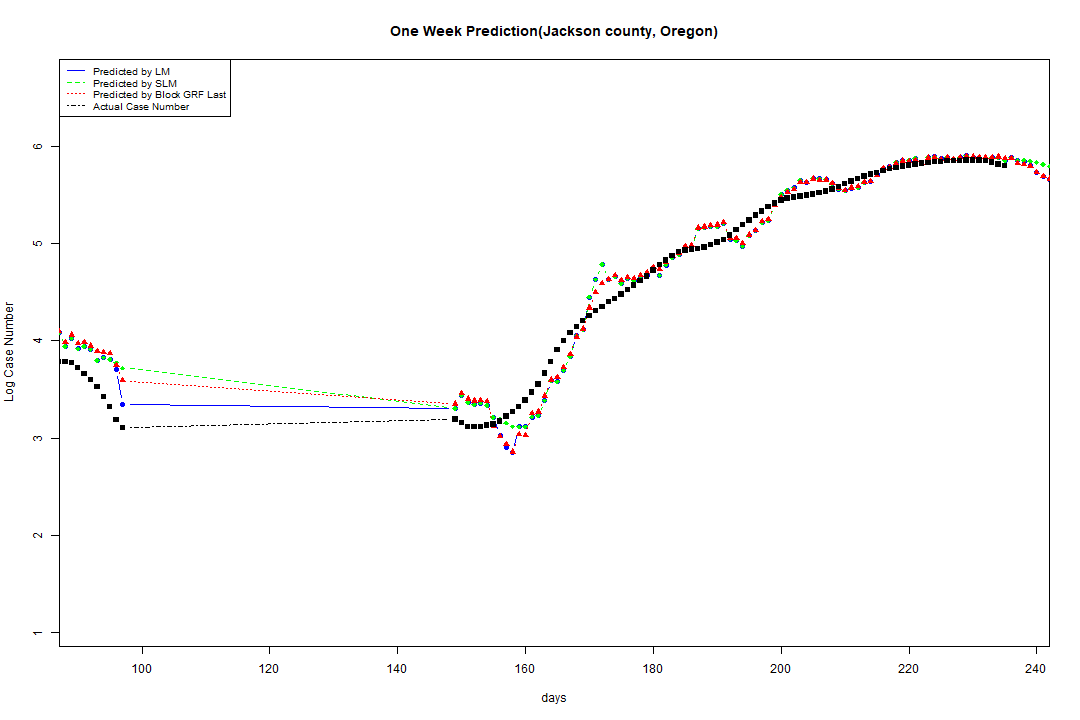 One Week Prediction(Jackson county, Oregon)
Predicted by LM
Predicted by SLM
Predicted by Block GRF Last
Actual Case Number
Log Case Number
6
5
4
3
2
1
100 120 140 160 180 200 220 240
days